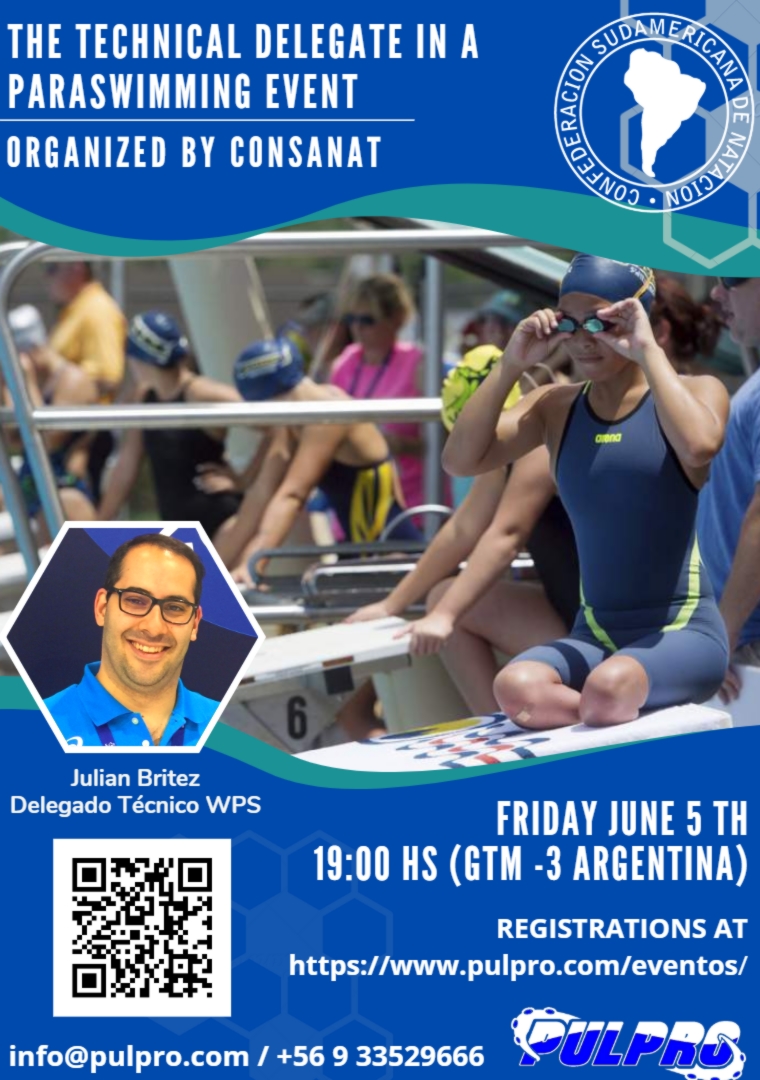 THE TECHNICAL DELEGATE IN A
PARASWIMMING EVENT
ORGANIZED BY CONSANAT
CONFEDERACION SUDAMERICANA DE NATACION •
arena
6
Julian Britez
Delegado Técnico WPS
FRIDAY JUNE 5 TH
19:00 HS (GTM -3 ARGENTINA)
REGISTRATIONS AT
https://www.pulpro.com/eventos/
PULPRO
info@pulpro.com / +56 9 33529666